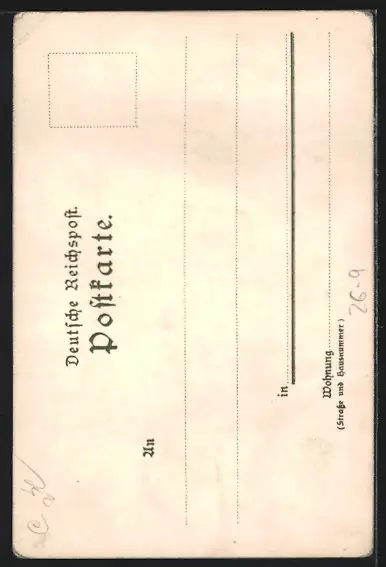 Deutsche Reichspost.
Postkarte.
An
in
Wohnung
(Straße und Hausnummer)
26-9